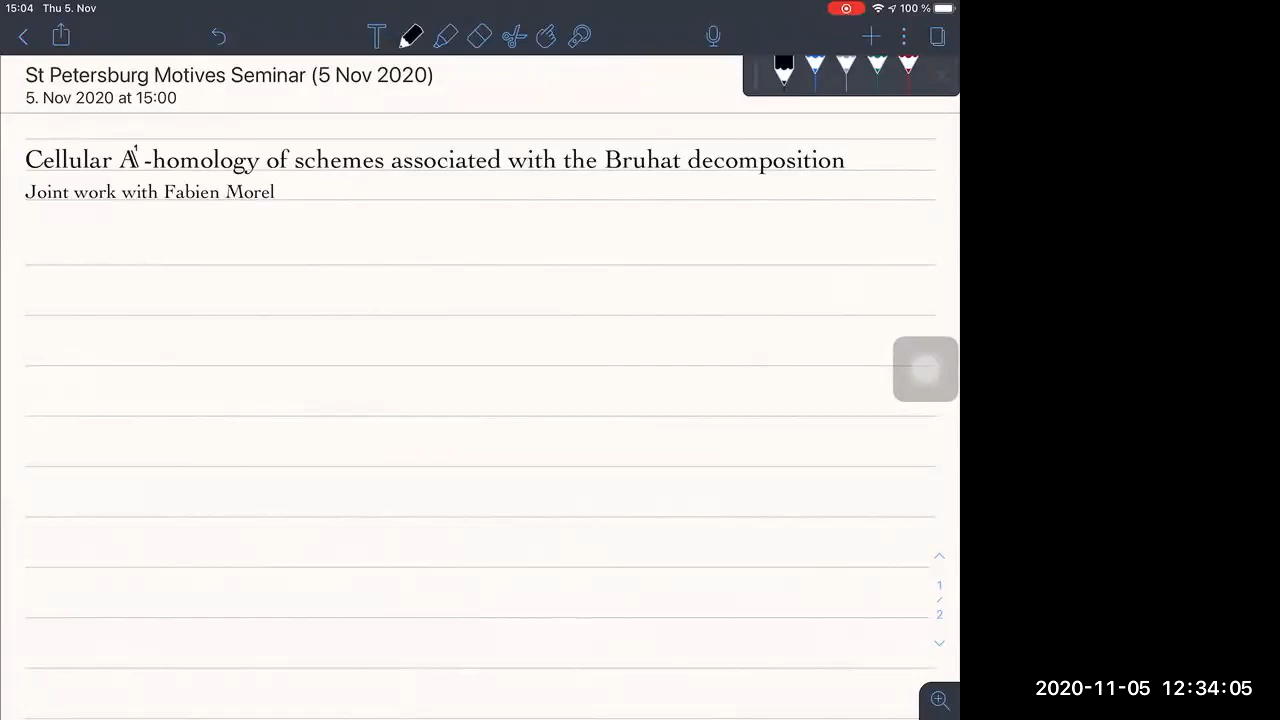 15:04 Thu 5. Nov
100 %
St Petersburg Motives Seminar (5 Nov 2020)
5. Nov 2020 at 15:00
Cellular A¹-homology of schemes associated with the Bruhat decomposition
Joint work with Fabien Morel
1
/
2
2020-11-05 12:34:05